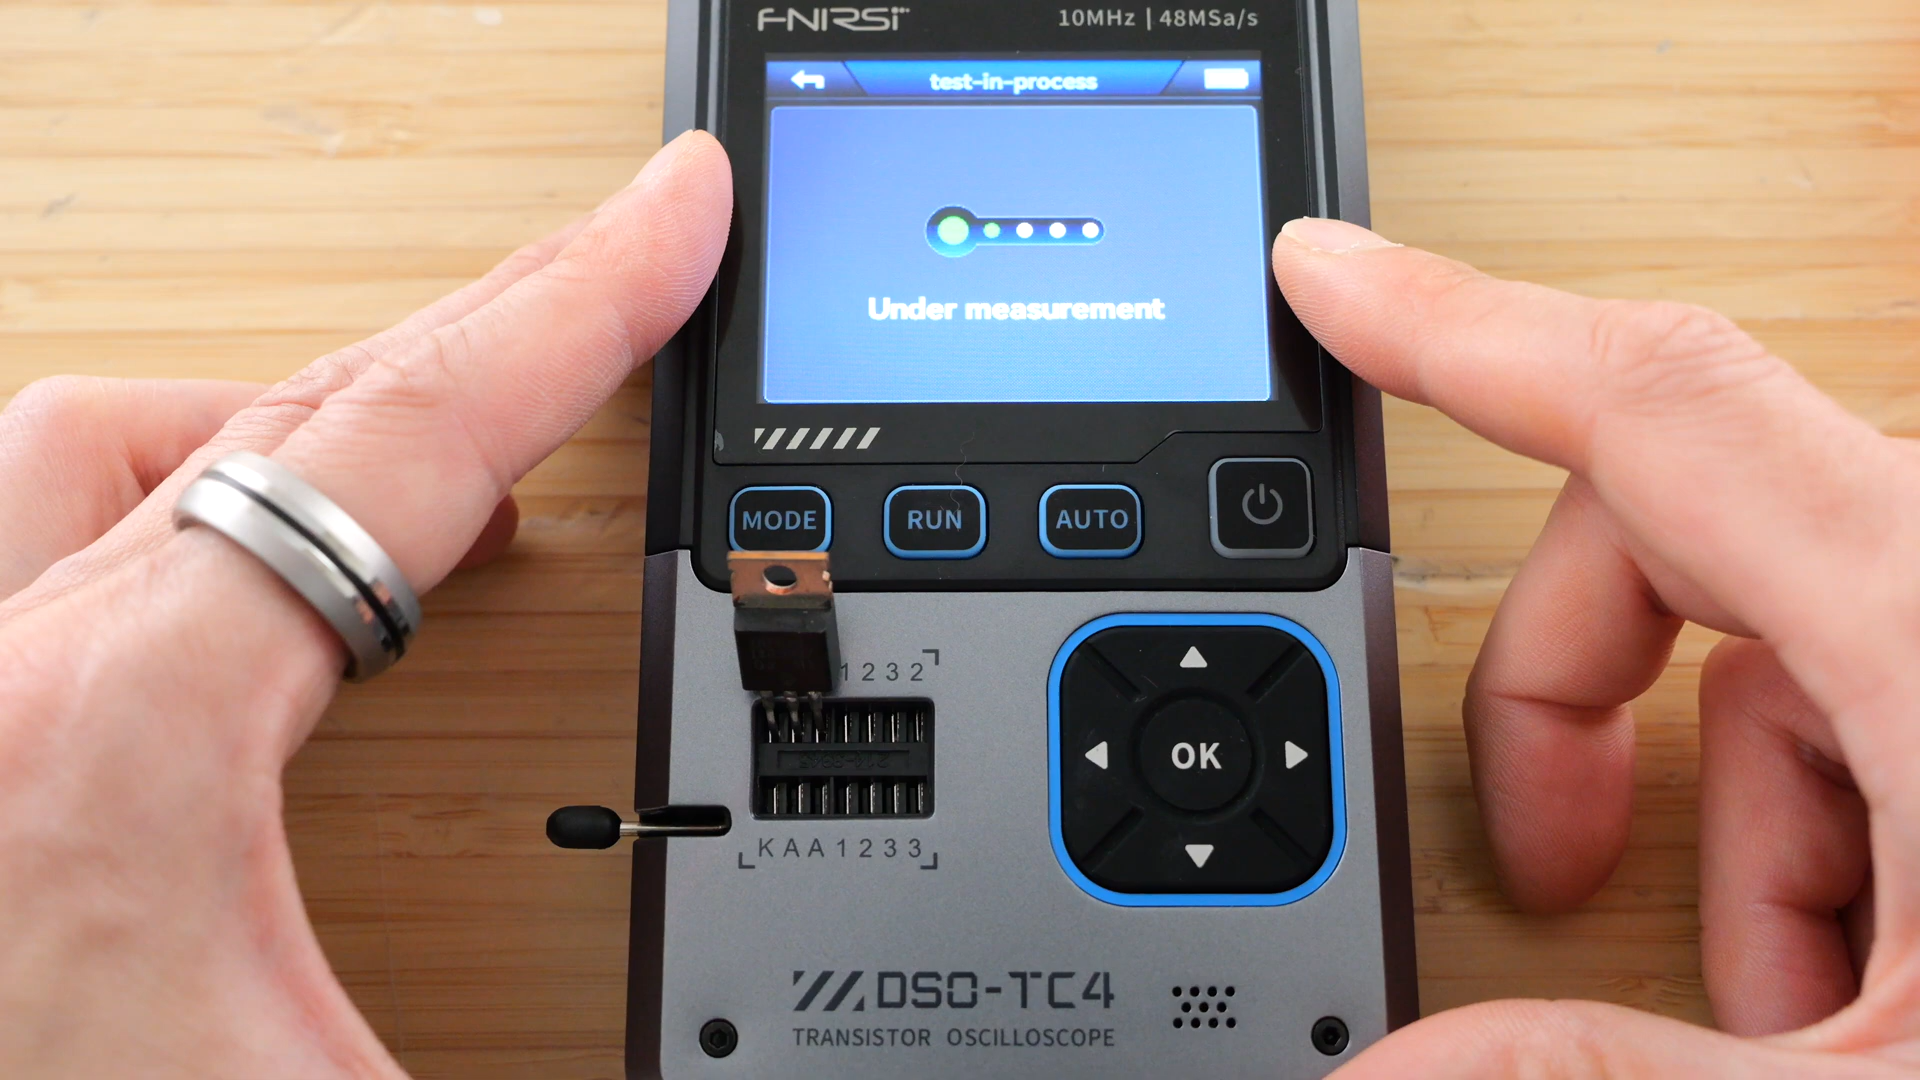 FNIRSI
10MHz | 48MSa/s
test-in-process
Under measurement
MODE
RUN
AUTO
1 2 3 2
K A A 1 2 3 3
OK
DSO-TC4
TRANSISTOR OSCILLOSCOPE